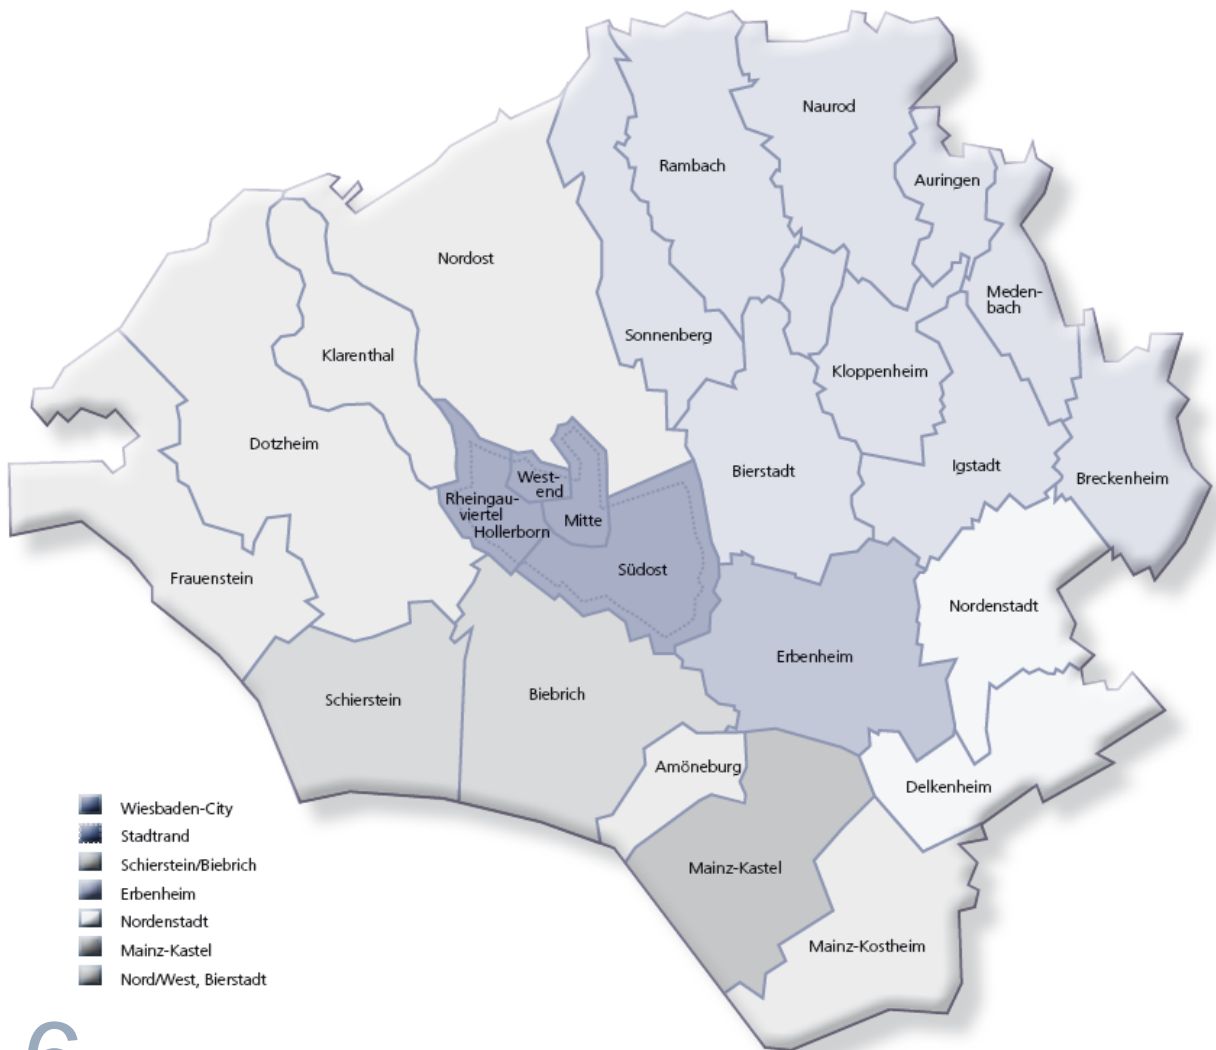 Naurod
Rambach
Auringen
Nordost
Meden-
bach
Sonnenberg
Klarenthal
Kloppenheim
Dotzheim
Bierstadt
Igstadt
Breckenheim
West-
end
Rheingau-
viertel
Hollerborn
Mitte
Südost
Frauenstein
Nordenstadt
Erbenheim
Schierstein
Biebrich
Amöneburg
Delkenheim
Mainz-Kastel
Mainz-Kostheim
Wiesbaden-City
Stadtrand
Schierstein/Biebrich
Erbenheim
Nordenstadt
Mainz-Kastel
Nord/West, Bierstadt
6